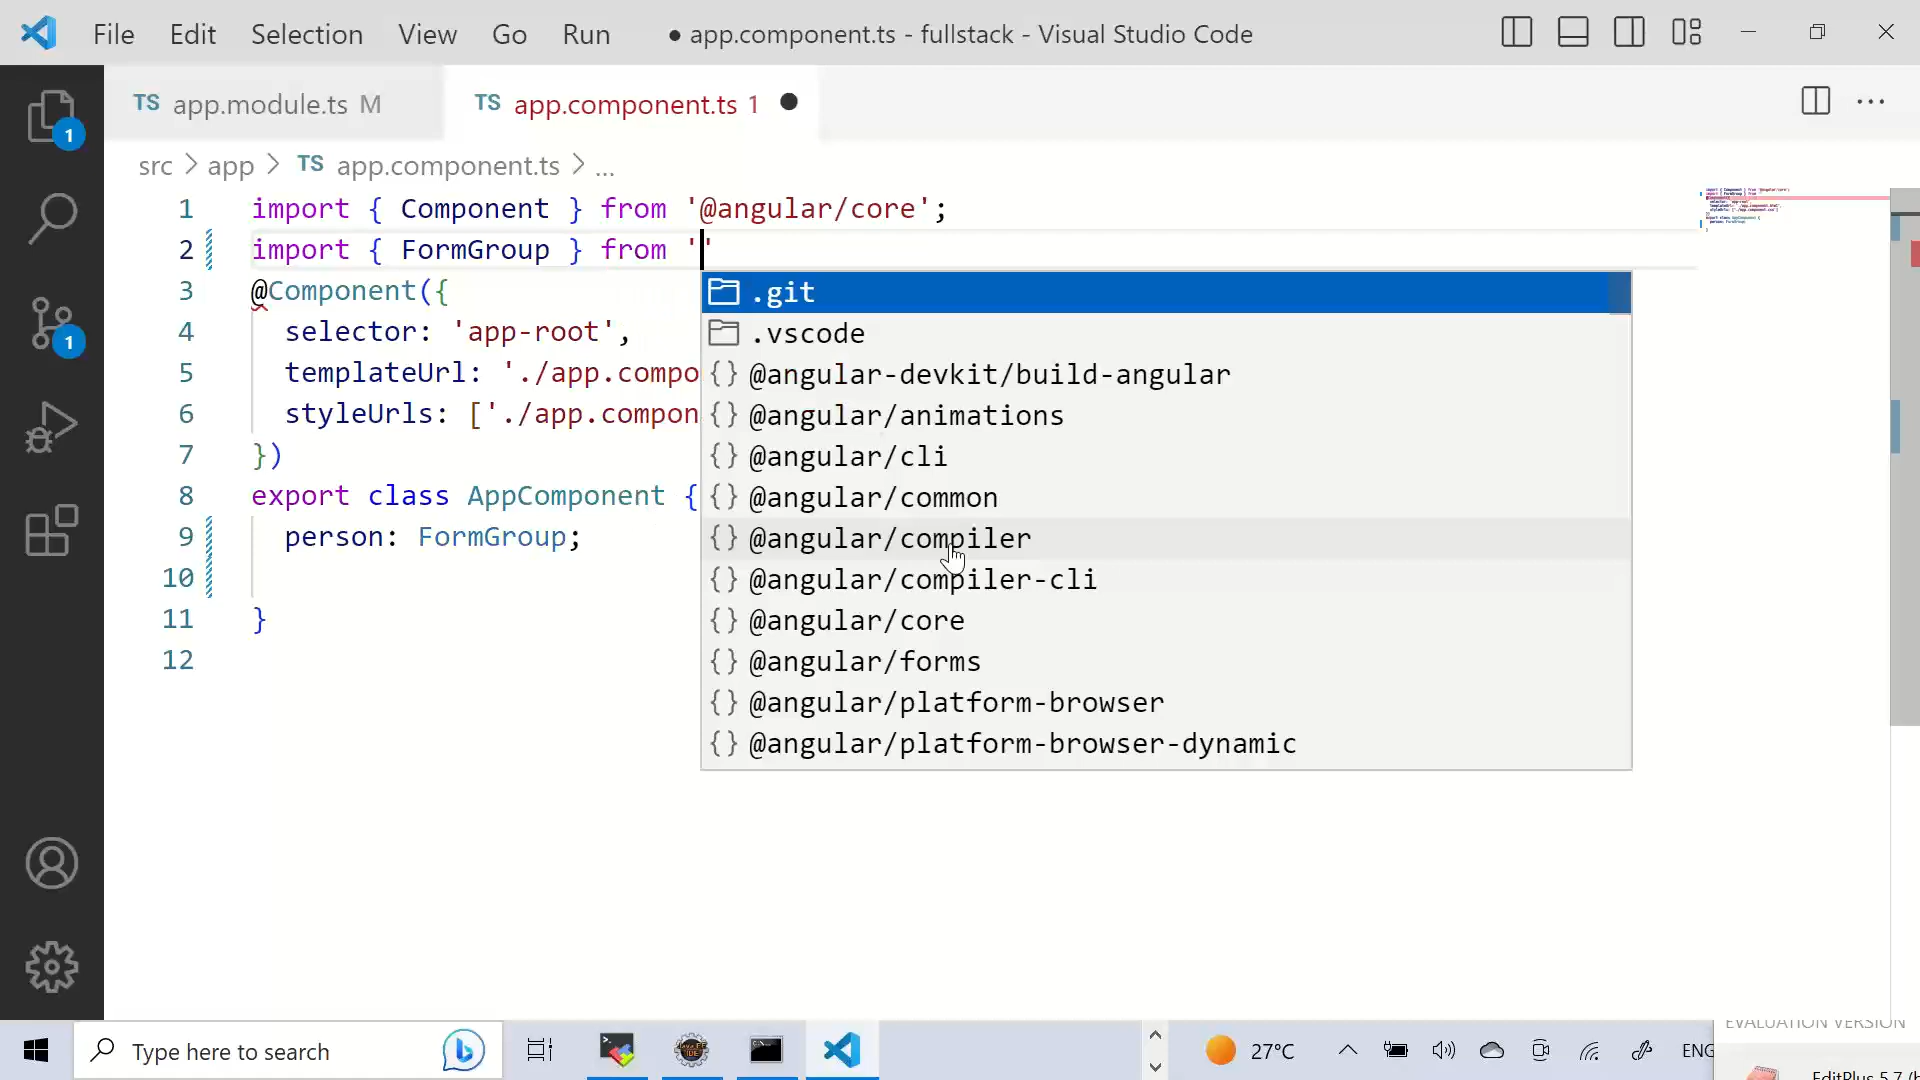 File Edit Selection View Go Run ● app.component.ts - fullstack - Visual Studio Code
TS app.module.ts M TS app.component.ts 1 ●
src > app > TS app.component.ts > ...
1 import { Component } from '@angular/core';
2 import { FormGroup } from ''
3 @Component({
4 selector: 'app-root',
5 templateUrl: './app.compo
6 styleUrls: ['./app.compon
7 })
8 export class AppComponent {
9 person: FormGroup;
10
11 }
12
.git
.vscode
{} @angular-devkit/build-angular
{} @angular/animations
{} @angular/cli
{} @angular/common
{} @angular/compiler
{} @angular/compiler-cli
{} @angular/core
{} @angular/forms
{} @angular/platform-browser
{} @angular/platform-browser-dynamic
1
1
Type here to search
27°C
ENG
EVALUATION VERSION
EditPlus 5.7